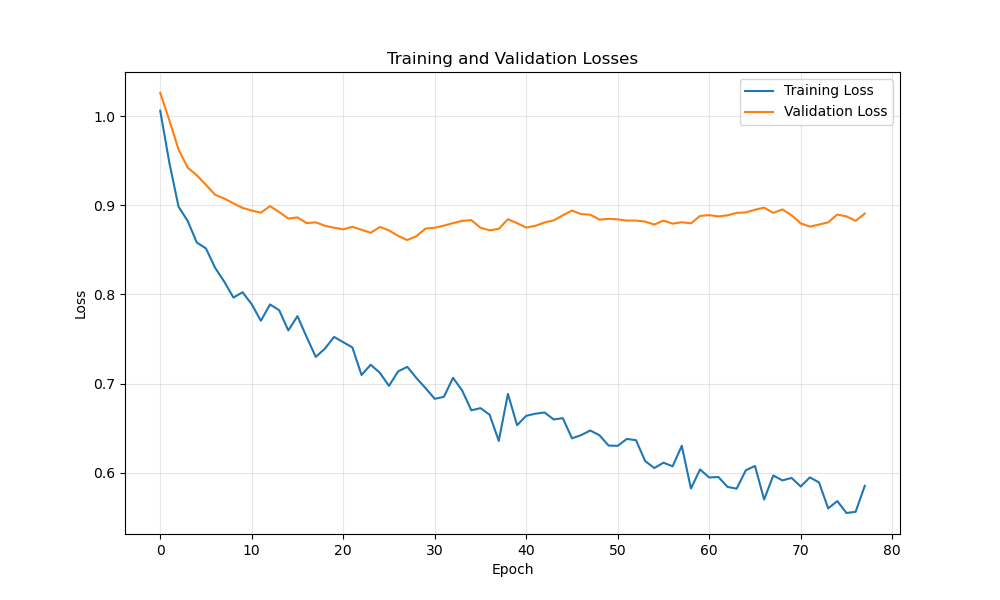 Training and Validation Losses
Training Loss
Validation Loss
1.0
0.9
0.8
0.7
0.6
Loss
0 10 20 30 40 50 60 70 80
Epoch